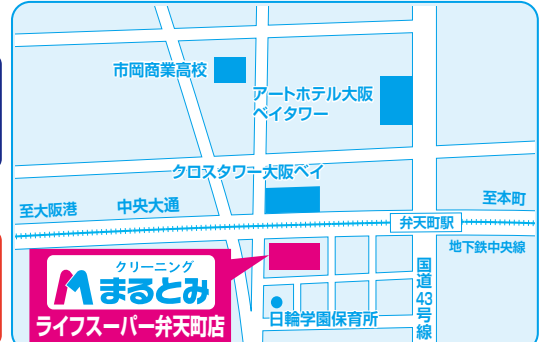 市岡商業高校
アートホテル大阪
ベイタワー
クロスタワー大阪ベイ
至大阪港
中央大通
至本町
弁天町駅
地下鉄中央線
クリーニング
まるとみ
ライフスーパー弁天町店
日輪学園保育所
国道43号線